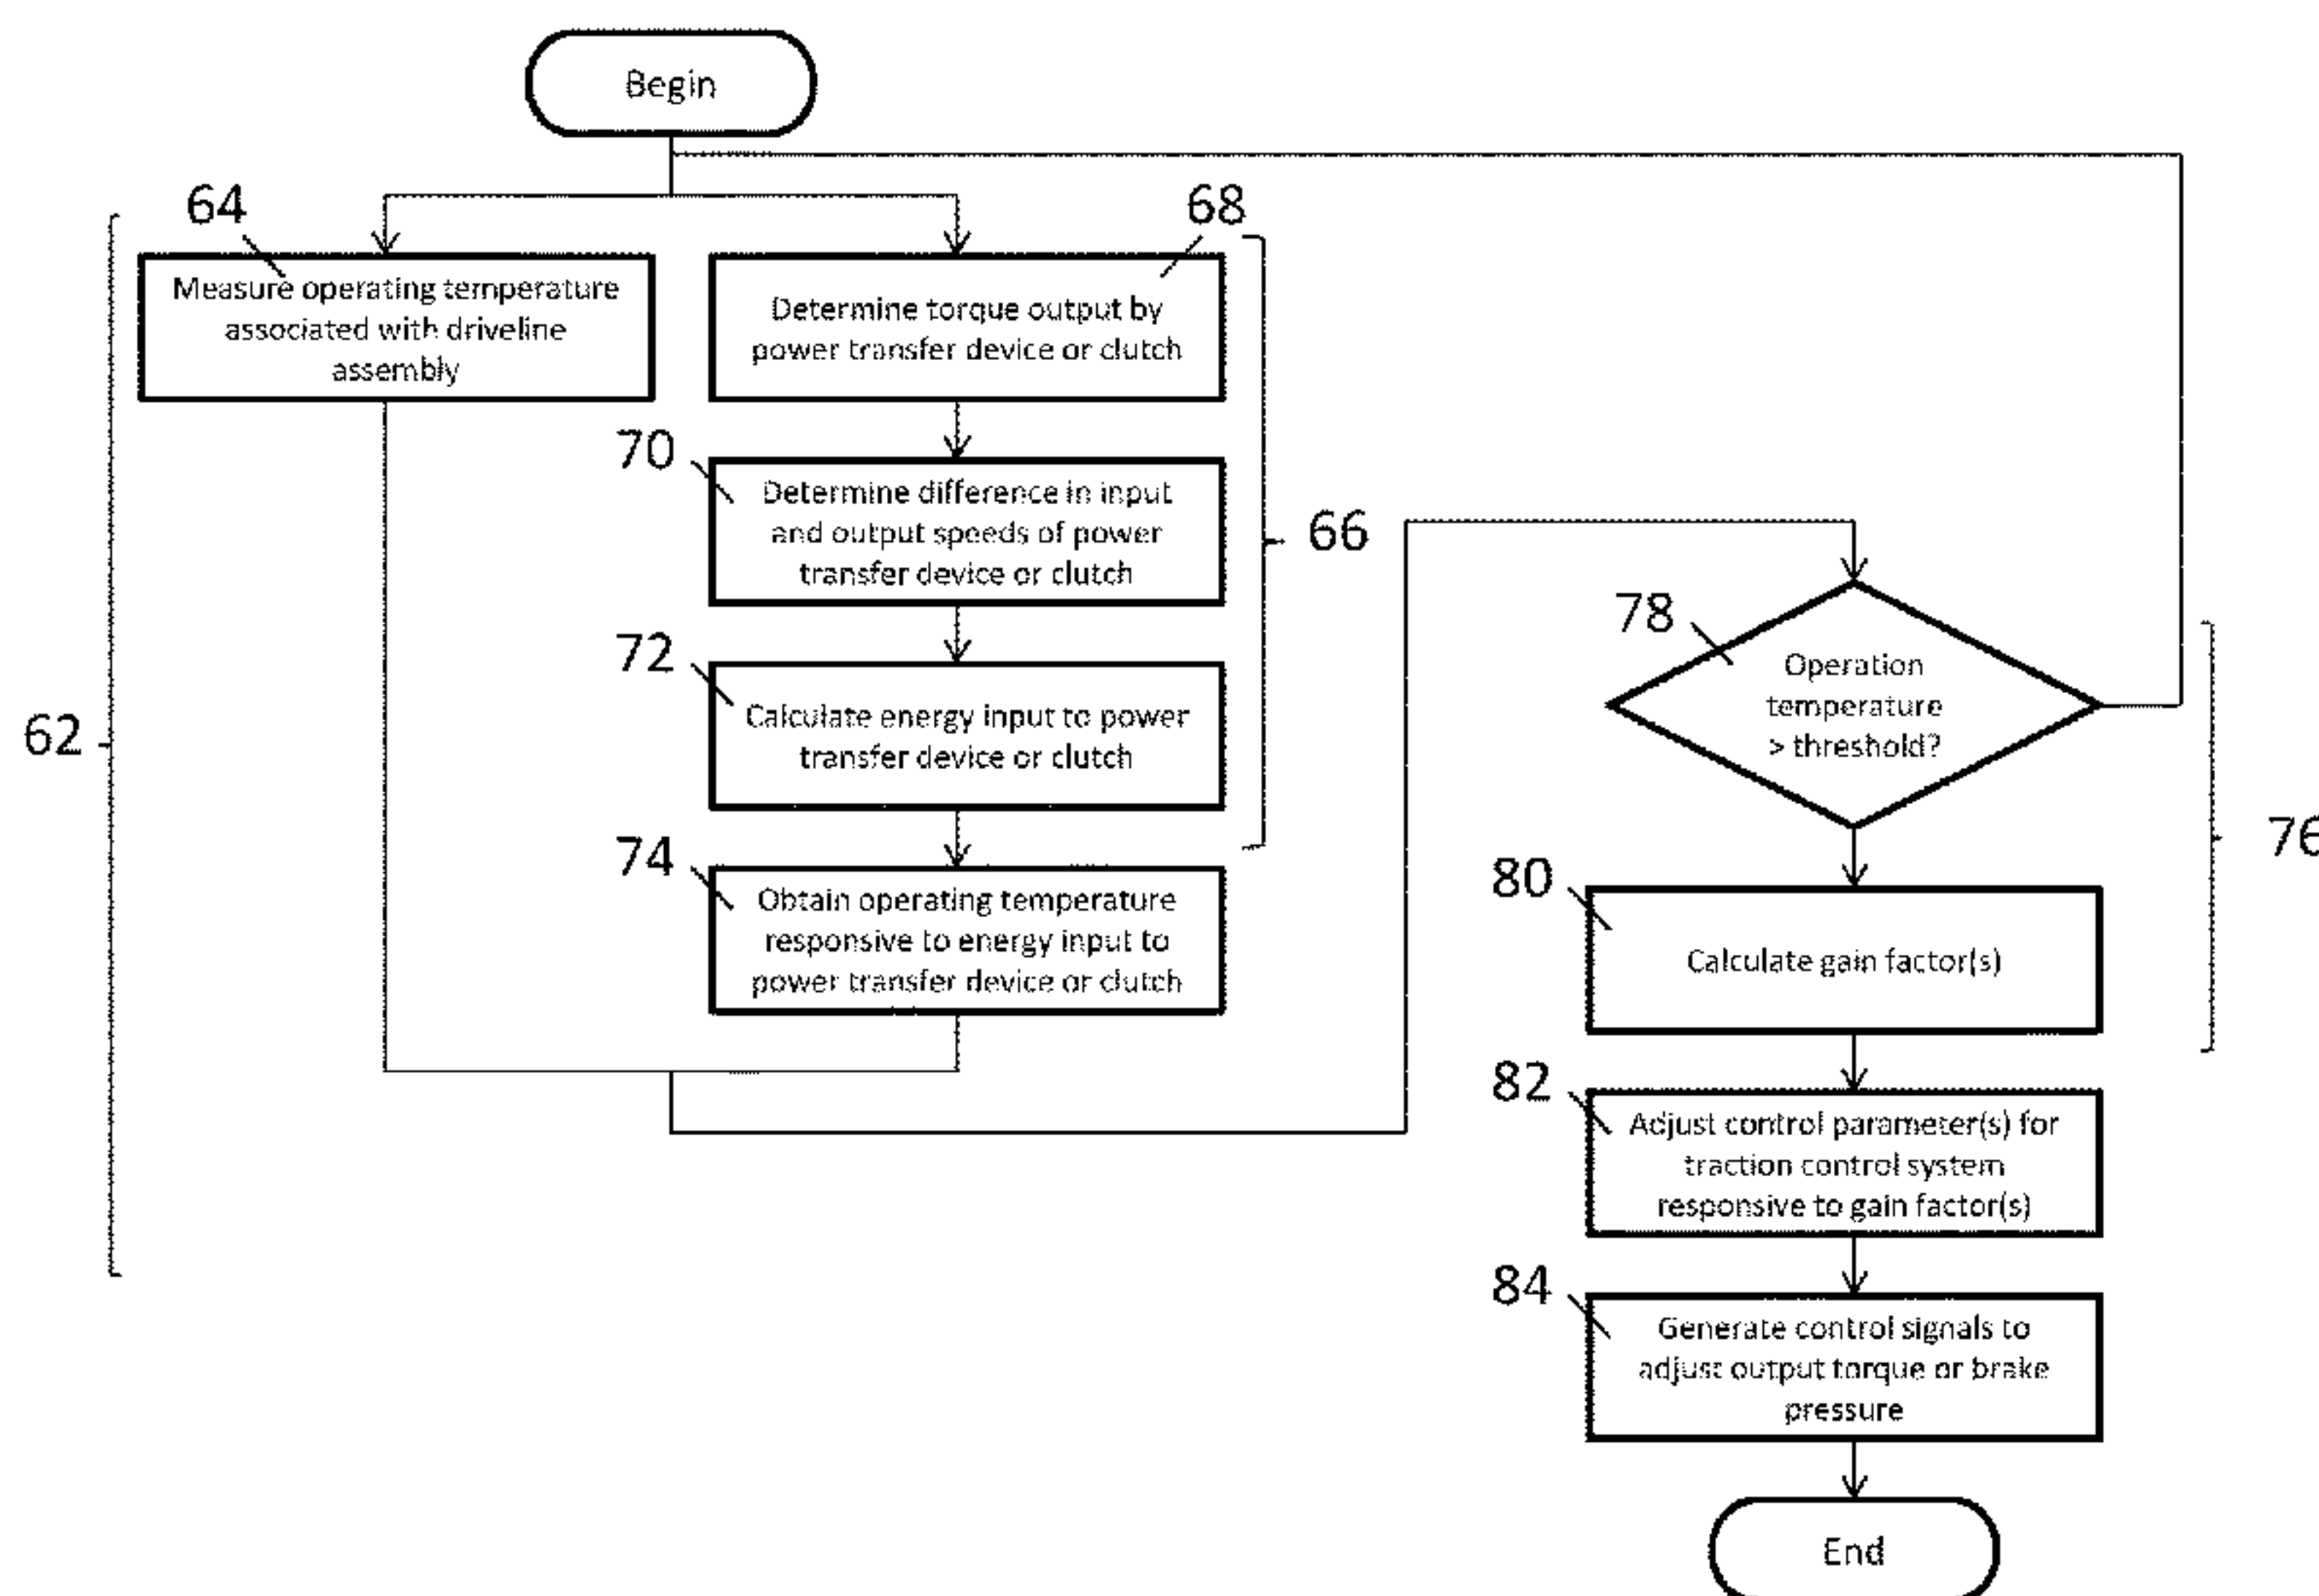 Begin
64
68
Measure operating temperature
associated with driveline
assembly
Determine torque output by
power transfer device or clutch
70
Determine difference in input
and output speeds of power
transfer device or clutch
66
72
Calculate energy input to power
transfer device or clutch
62
74
Obtain operating temperature
responsive to energy input to
power transfer device or clutch
78
Operation
temperature
> threshold?
76
80
Calculate gain factor(s)
82
Adjust control parameter(s) for
traction control system
responsive to gain factor(s)
84
Generate control signals to
adjust output torque or brake
pressure
End